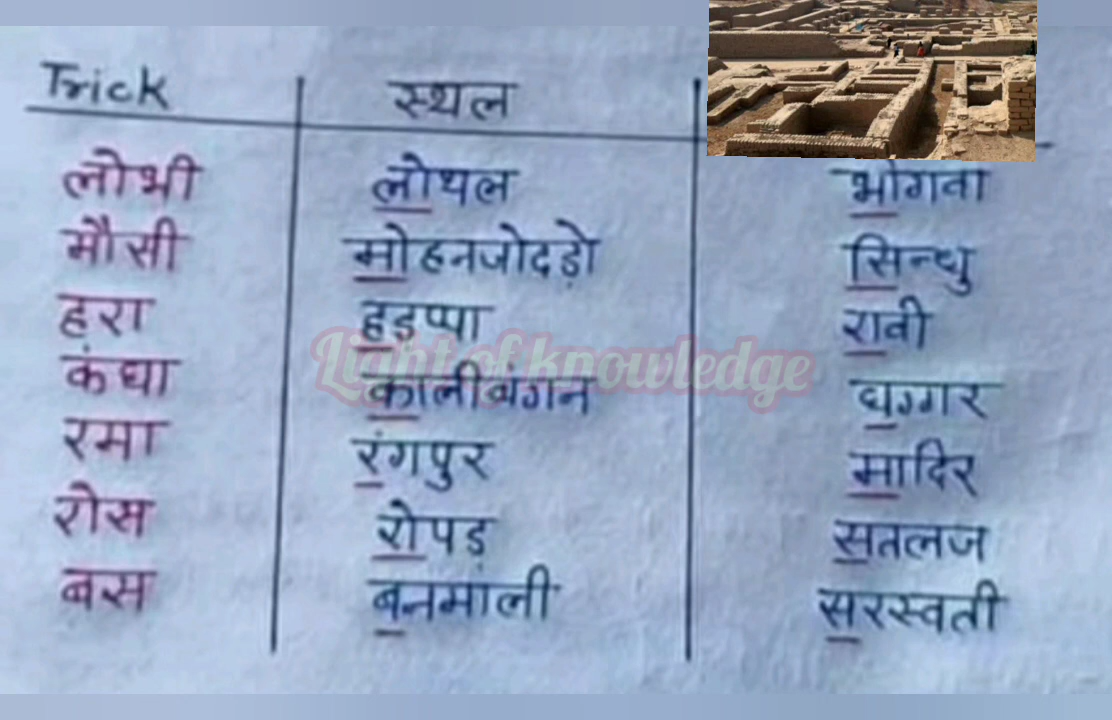 Trick स्थल
लोभी लोथल भोगवा
मौसी मोहनजोदड़ो सिन्धु
हरा हड़प्पा रावी
Light of knowledge
कंघा कालीबंगन घग्गर
रमा रंगपुर मादिर
रोस रोपड़ सतलज
बस बनमाली सरस्वती